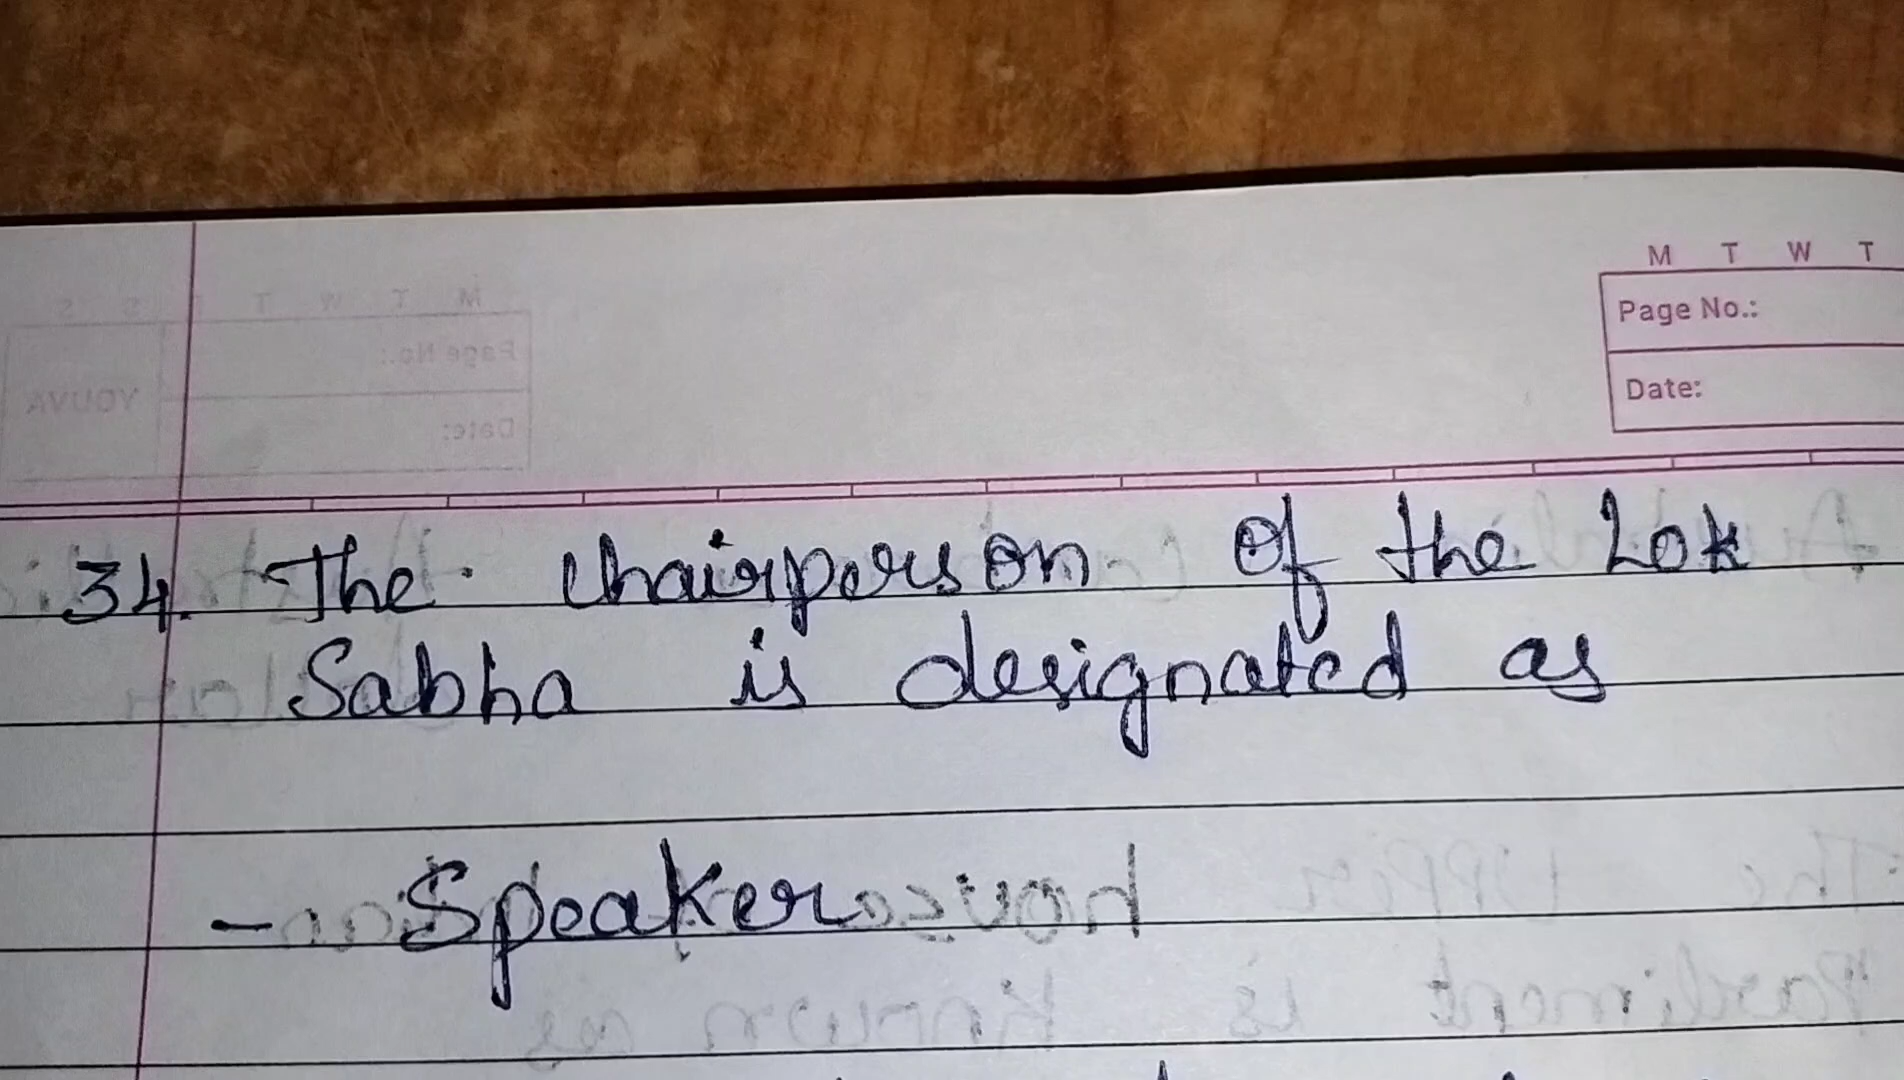 M T W T
Page No.:
Date:
34. The chairperson of the Lok
Sabha is designated as
- Speaker